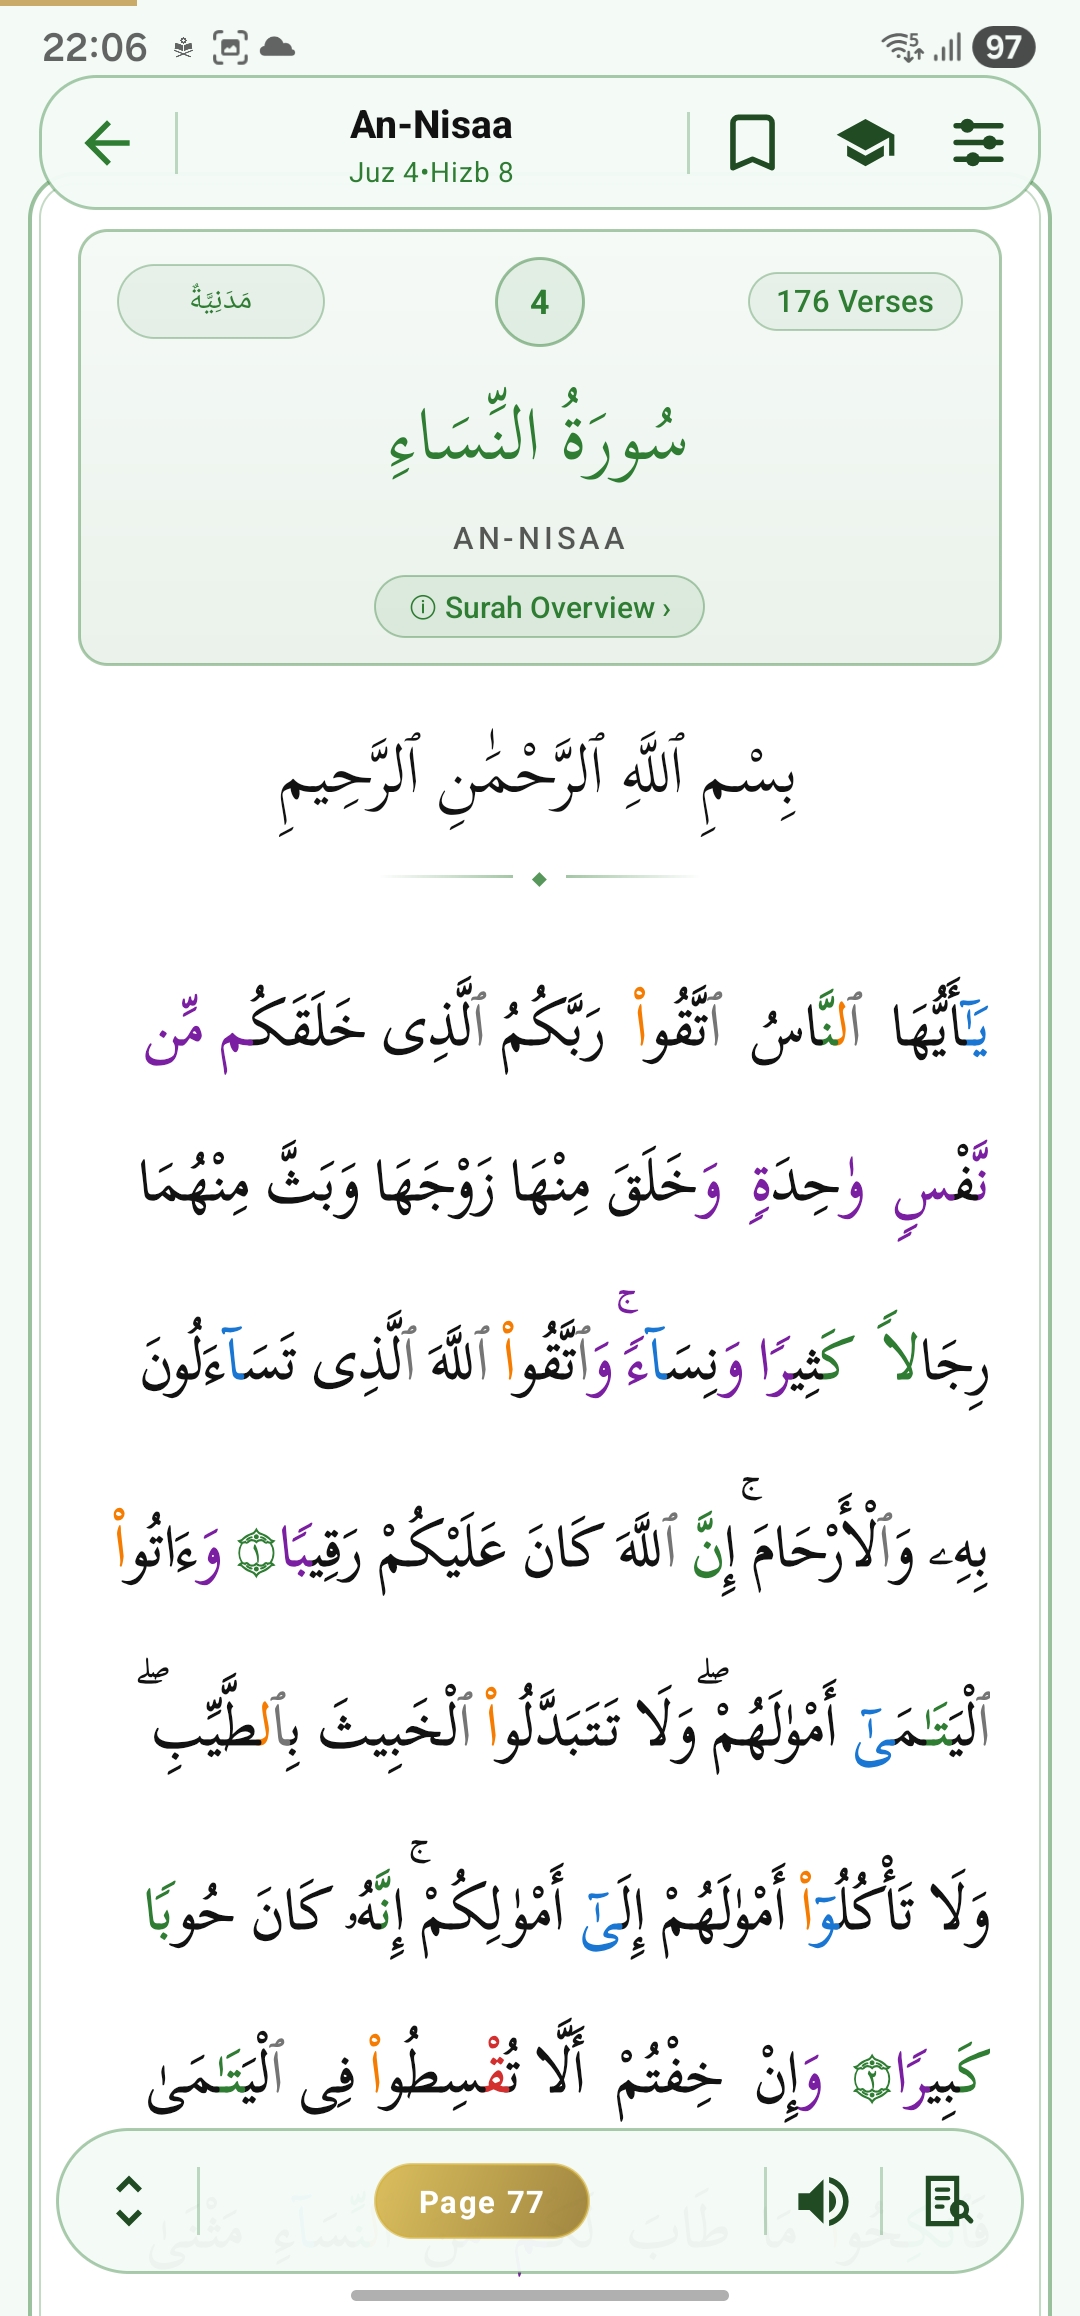 22:06
97
An-Nisaa
Juz 4•Hizb 8
مَدَنِيَّةٌ
4
176 Verses
سُورَةُ النِّسَاءِ
AN-NISAA
Surah Overview ›
بِسْمِ ٱللَّهِ ٱلرَّحْمَٰنِ ٱلرَّحِيمِ
يَٰٓأَيُّهَا ٱلنَّاسُ ٱتَّقُوا۟ رَبَّكُمُ ٱلَّذِى خَلَقَكُم مِّن
نَّفْسٍ وَٰحِدَةٍ وَخَلَقَ مِنْهَا زَوْجَهَا وَبَثَّ مِنْهُمَا
رِجَالًا كَثِيرًا وَنِسَآءً ۚ وَٱتَّقُوا۟ ٱللَّهَ ٱلَّذِى تَسَآءَلُونَ
بِهِۦ وَٱلْأَرْحَامَ ۚ إِنَّ ٱللَّهَ كَانَ عَلَيْكُمْ رَقِيبًا ۝١ وَءَاتُوا۟
ٱلْيَتَٰمَىٰٓ أَمْوَٰلَهُمْ ۖ وَلَا تَتَبَدَّلُوا۟ ٱلْخَبِيثَ بِٱلطَّيِّبِ ۖ
وَلَا تَأْكُلُوٓا۟ أَمْوَٰلَهُمْ إِلَىٰٓ أَمْوَٰلِكُمْ ۚ إِنَّهُۥ كَانَ حُوبًا
كَبِيرًا ۝٢ وَإِنْ خِفْتُمْ أَلَّا تُقْسِطُوا۟ فِى ٱلْيَتَٰمَىٰ
Page 77